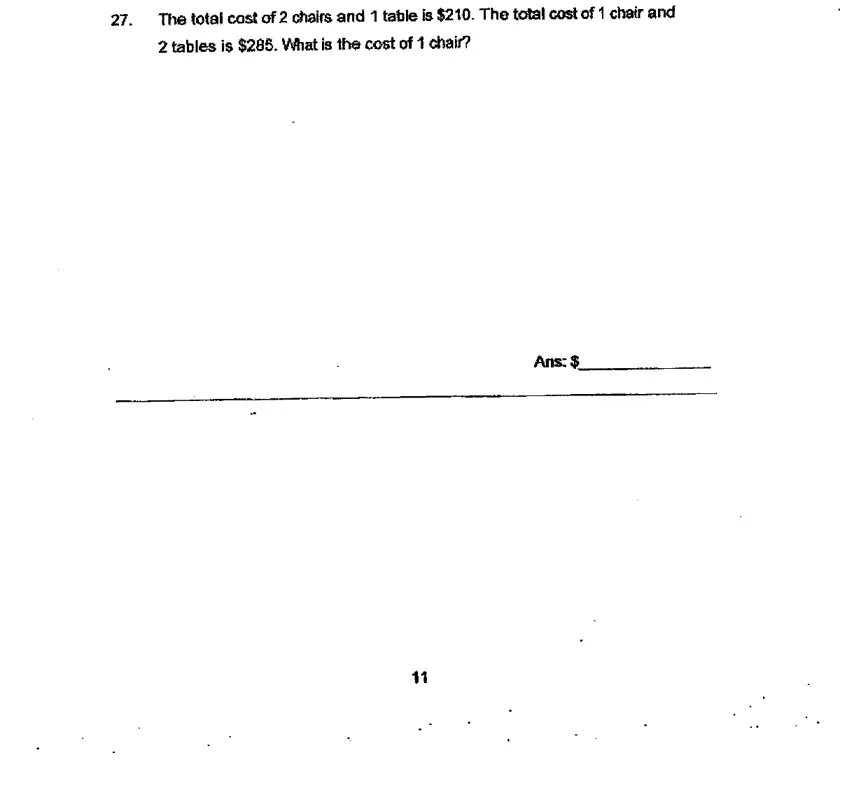 27. The total cost of 2 chairs and 1 table is $210. The total cost of 1 chair and
2 tables is $285. What is the cost of 1 chair?
Ans: $
11